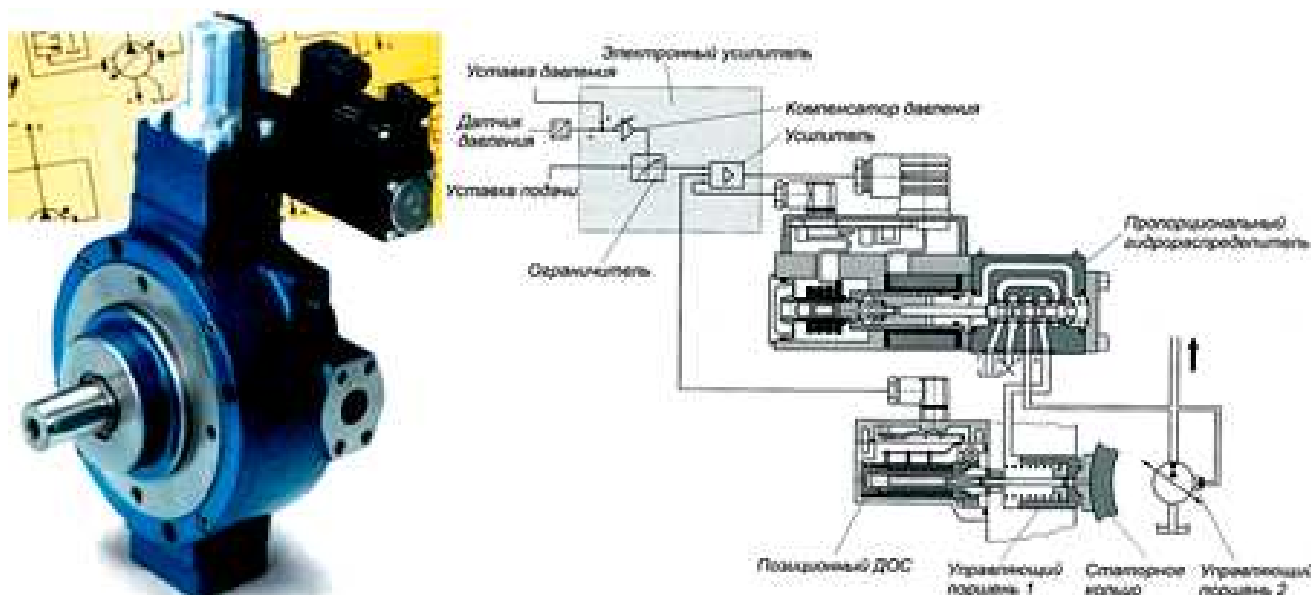 Электронный усилитель
Уставка давления
Компенсатор давления
Датчик
давления
Усилитель
Уставка подачи
Пропорциональный
гидрораспределитель
Ограничитель
Позиционный ДОС
Управляющий
поршень 1
Статорное
кольцо
Управляющий
поршень 2